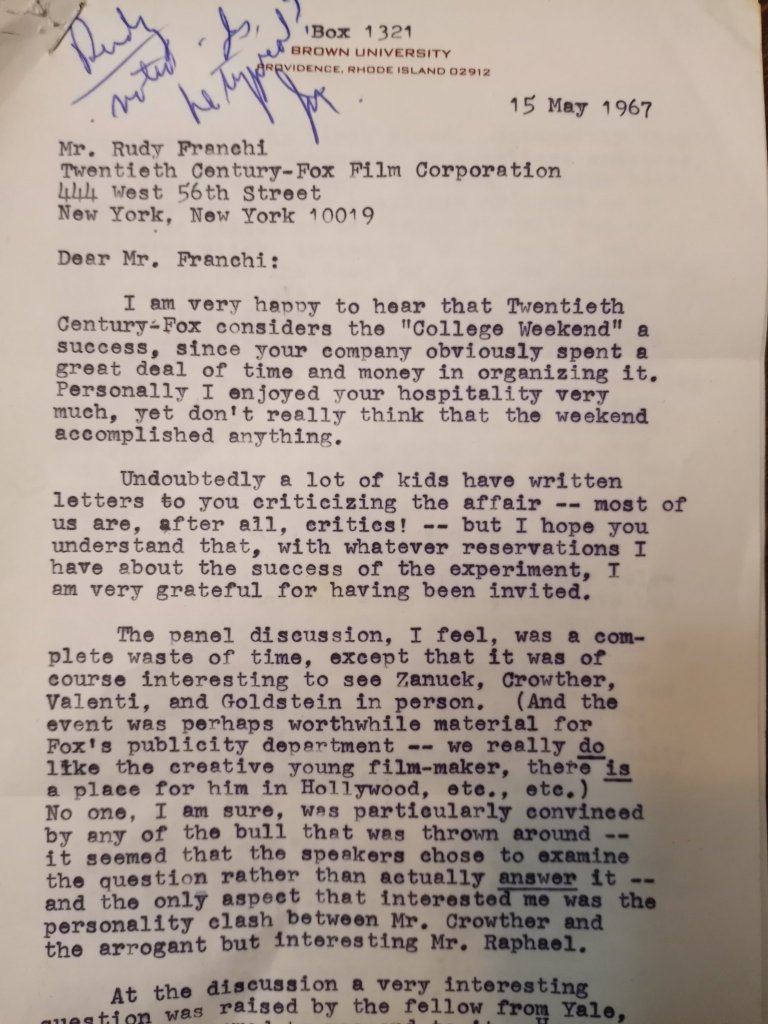 Rudy
noted. Is
he typed?
Box 1321
BROWN UNIVERSITY
PROVIDENCE, RHODE ISLAND 02912
15 May 1967
Mr. Rudy Franchi
Twentieth Century-Fox Film Corporation
444 West 56th Street
New York, New York 10019
Dear Mr. Franchi:
I am very happy to hear that Twentieth
Century-Fox considers the "College Weekend" a
success, since your company obviously spent a
great deal of time and money in organizing it.
Personally I enjoyed your hospitality very
much, yet don't really think that the weekend
accomplished anything.
Undoubtedly a lot of kids have written
letters to you criticizing the affair -- most of
us are, after all, critics! -- but I hope you
understand that, with whatever reservations I
have about the success of the experiment, I
am very grateful for having been invited.
The panel discussion, I feel, was a com-
plete waste of time, except that it was of
course interesting to see Zanuck, Crowther,
Valenti, and Goldstein in person. (And the
event was perhaps worthwhile material for
Fox's publicity department -- we really do
like the creative young film-maker, there is
a place for him in Hollywood, etc., etc.)
No one, I am sure, was particularly convinced
by any of the bull that was thrown around --
it seemed that the speakers chose to examine
the question rather than actually answer it --
and the only aspect that interested me was the
personality clash between Mr. Crowther and
the arrogant but interesting Mr. Raphael.
At the discussion a very interesting
question was raised by the fellow from Yale,